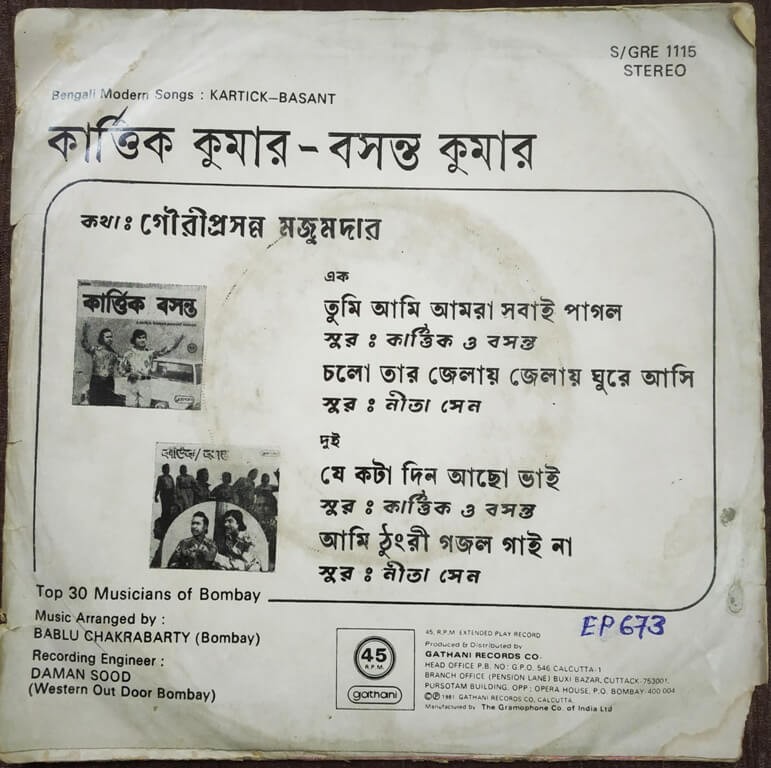 S/GRE 1115
STEREO
Bengali Modern Songs : KARTICK–BASANT
কার্ত্তিক কুমার – বসন্ত কুমার
কথাঃ গৌরীপ্রসন্ন মজুমদার
কার্ত্তিক বসন্ত
gathani
এক
তুমি আমি আমরা সবাই পাগল
সুর : কার্ত্তিক ও বসন্ত
চলো তার জেলায় জেলায় ঘুরে আসি
সুর : নীতা সেন
দুই
যে কটা দিন আছো ভাই
সুর : কার্ত্তিক ও বসন্ত
আমি ঠুংরী গজল গাই না
সুর : নীতা সেন
Top 30 Musicians of Bombay
Music Arranged by :
BABLU CHAKRABARTY (Bombay)
Recording Engineer :
DAMAN SOOD
(Western Out Door Bombay)
45
R.P.M.
gathani
EP 673
45, R.P.M EXTENDED PLAY RECORD
Produced & Distributed by
GATHANI RECORDS CO.
HEAD OFFICE P.B. NO: G.P.O. 546 CALCUTTA-1
BRANCH OFFICE (PENSION LANE) BUXI BAZAR, CUTTACK-753001,
PURSOTAM BUILDING, OPP: OPERA HOUSE, P.O. BOMBAY-400 004
©℗ 1981 GATHANI RECORDS CO, CALCUTTA.
Manufactured by The Gramophone Co. of India Ltd